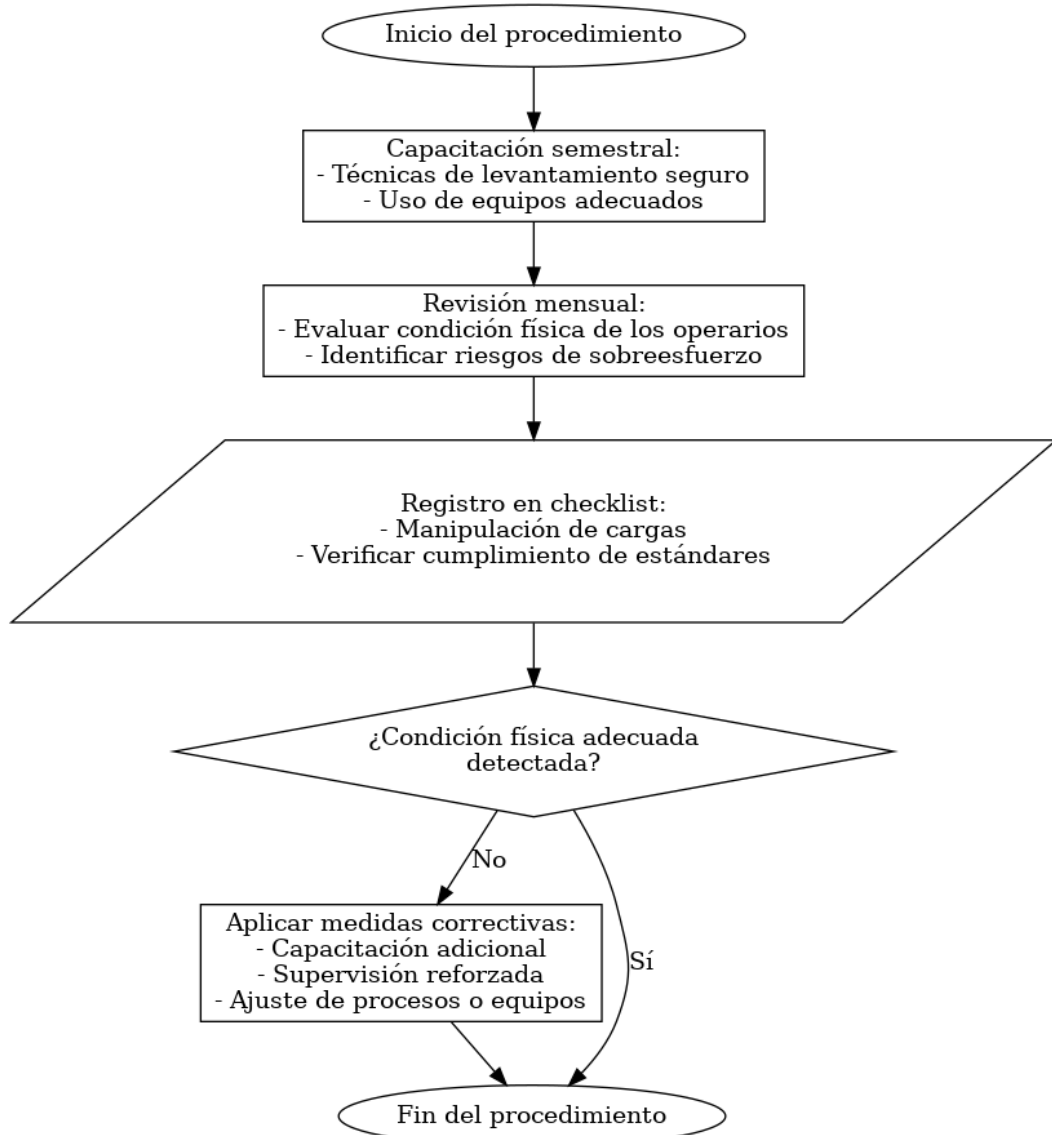 Inicio del procedimiento
Capacitación semestral:
- Técnicas de levantamiento seguro
- Uso de equipos adecuados
Revisión mensual:
- Evaluar condición física de los operarios
- Identificar riesgos de sobreesfuerzo
Registro en checklist:
- Manipulación de cargas
- Verificar cumplimiento de estándares
¿Condición física adecuada
detectada?
No
Aplicar medidas correctivas:
- Capacitación adicional
- Supervisión reforzada
- Ajuste de procesos o equipos
Sí
Fin del procedimiento